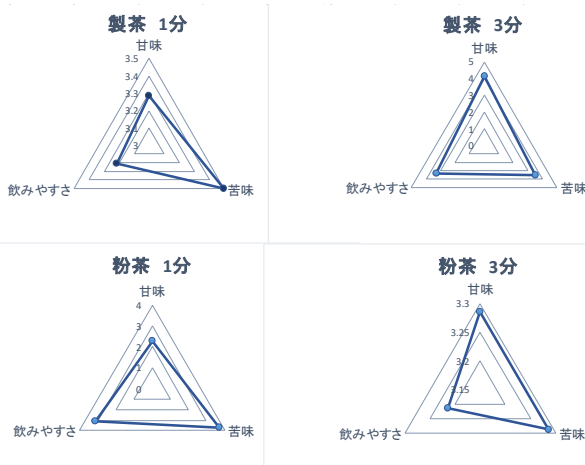 製茶 1分
甘味
3.5
3.4
3.3
3.2
3.1
3
飲みやすさ
苦味
製茶 3分
甘味
5
4
3
2
1
0
飲みやすさ
苦味
粉茶 1分
甘味
4
3
2
1
0
飲みやすさ
苦味
粉茶 3分
甘味
3.3
3.25
3.2
3.15
飲みやすさ
苦味